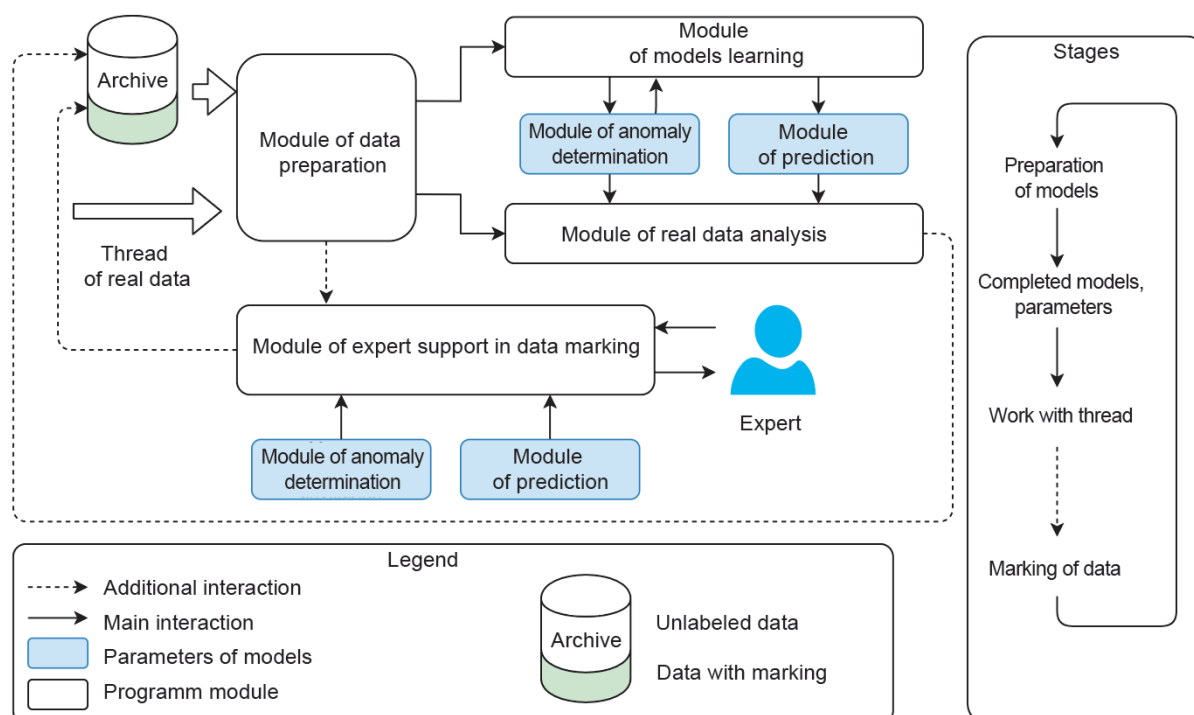 Archive
Module of data
preparation
Thread
of real data
Module
of models learning
Module of anomaly
determination
Module
of prediction
Module of real data analysis
Module of expert support in data marking
Expert
Module of anomaly
determination
Module
of prediction
Stages
Preparation
of models
Completed models,
parameters
Work with thread
Marking of data
Legend
Additional interaction
Main interaction
Parameters of models
Programm module
Archive
Unlabeled data
Data with marking